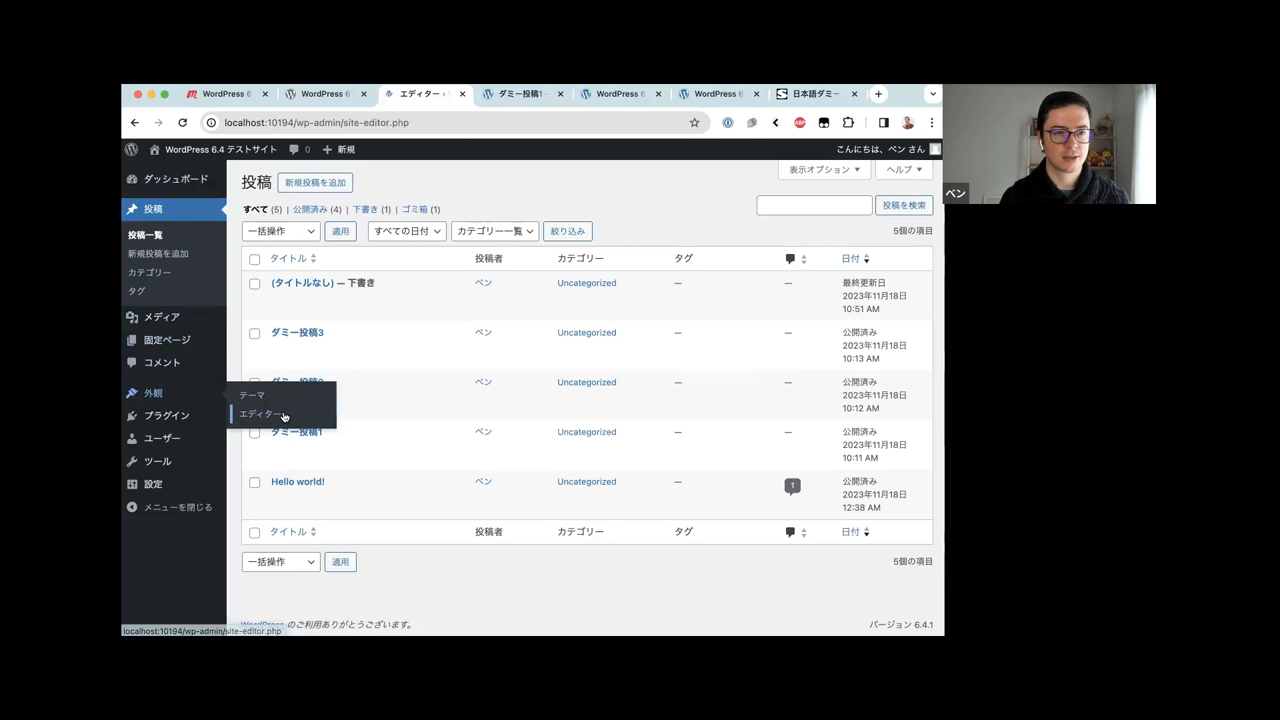 WordPress 6
WordPress 6
エディター ‹
ダミー投稿1
WordPress 6
WordPress 6
日本語ダミー
localhost:10194/wp-admin/site-editor.php
ABP
WordPress 6.4 テストサイト
0
新規
こんにちは、ベン さん
ダッシュボード
投稿
投稿一覧
新規投稿を追加
カテゴリー
タグ
メディア
固定ページ
コメント
外観
テーマ
エディター
プラグイン
ユーザー
ツール
設定
メニューを閉じる
投稿
新規投稿を追加
表示オプション
ヘルプ
すべて (5) | 公開済み (4) | 下書き (1) | ゴミ箱 (1)
投稿を検索
一括操作
適用
すべての日付
カテゴリー一覧
絞り込み
5個の項目
タイトル
投稿者
カテゴリー
タグ
日付
(タイトルなし) — 下書き
ベン
Uncategorized
—
—
最終更新日
2023年11月18日
10:51 AM
ダミー投稿3
ベン
Uncategorized
—
—
公開済み
2023年11月18日
10:13 AM
ベン
Uncategorized
—
—
公開済み
2023年11月18日
10:12 AM
ダミー投稿1
ベン
Uncategorized
—
—
公開済み
2023年11月18日
10:11 AM
Hello world!
ベン
Uncategorized
—
1
公開済み
2023年11月18日
12:38 AM
タイトル
投稿者
カテゴリー
タグ
日付
一括操作
適用
5個の項目
WordPress のご利用ありがとうございます。
バージョン 6.4.1
localhost:10194/wp-admin/site-editor.php
ベン